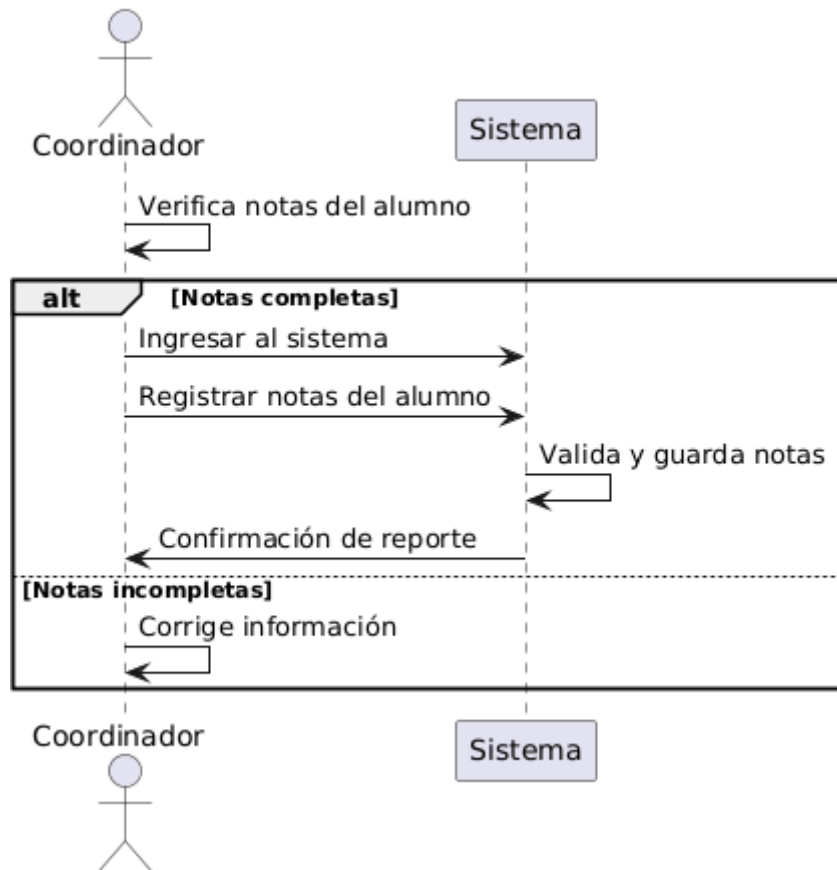 Coordinador
Sistema
Verifica notas del alumno
alt
[Notas completas]
Ingresar al sistema
Registrar notas del alumno
Valida y guarda notas
Confirmación de reporte
[Notas incompletas]
Corrige información
Coordinador
Sistema